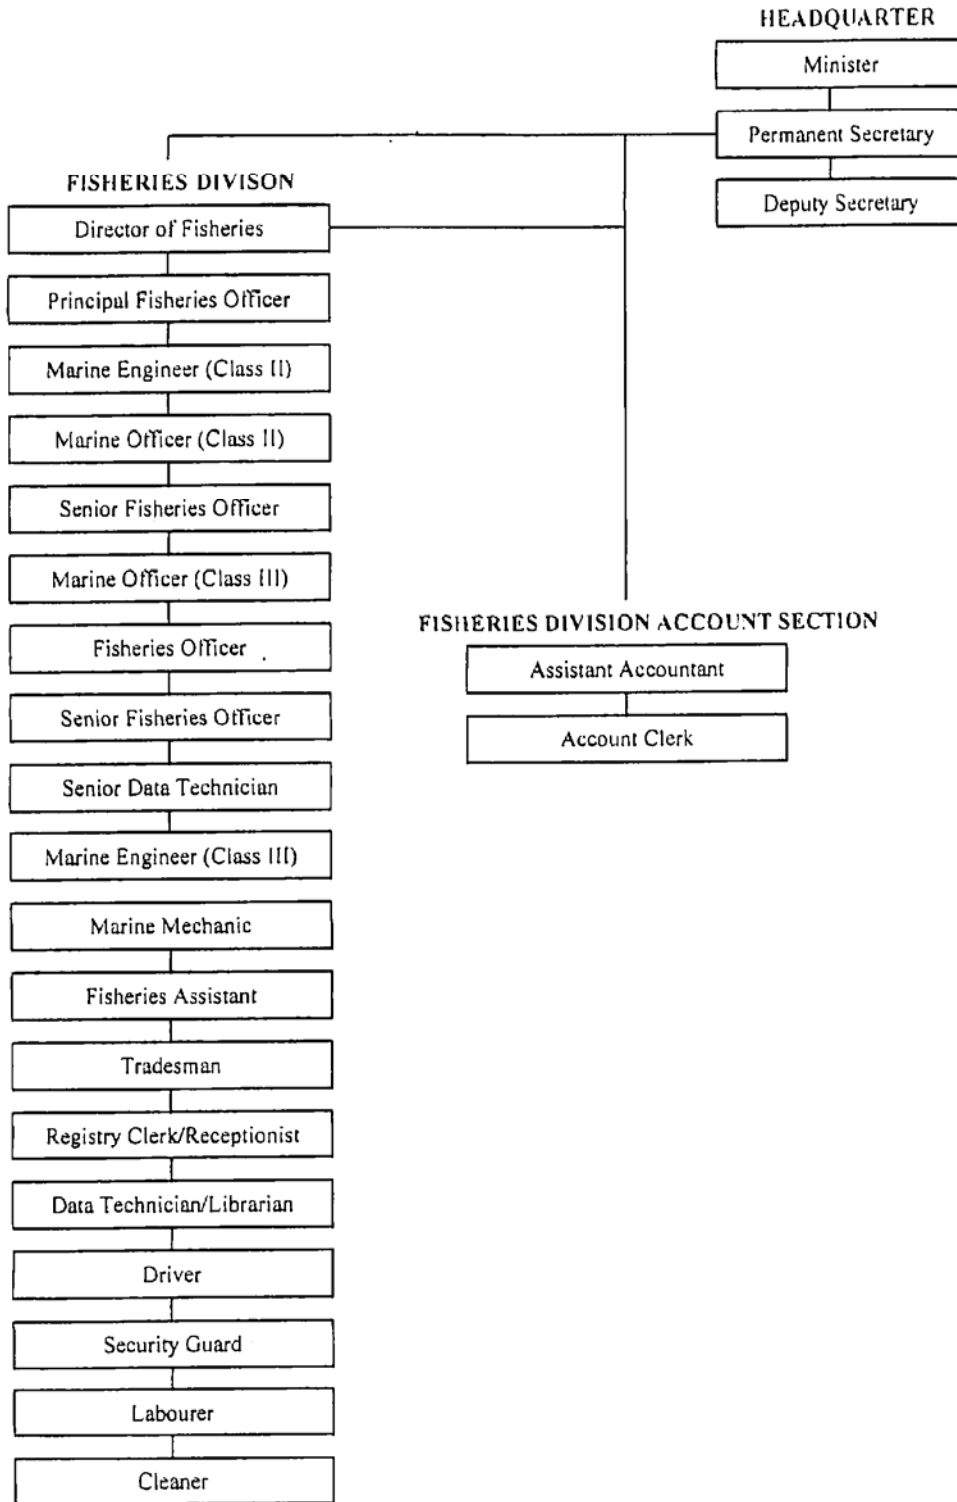 HEADQUARTER
Minister
Permanent Secretary
Deputy Secretary
FISHERIES DIVISON
Director of Fisheries
Principal Fisheries Officer
Marine Engineer (Class II)
Marine Officer (Class II)
Senior Fisheries Officer
Marine Officer (Class III)
Fisheries Officer
Senior Fisheries Officer
Senior Data Technician
Marine Engineer (Class III)
Marine Mechanic
Fisheries Assistant
Tradesman
Registry Clerk/Receptionist
Data Technician/Librarian
Driver
Security Guard
Labourer
Cleaner
FISHERIES DIVISION ACCOUNT SECTION
Assistant Accountant
Account Clerk